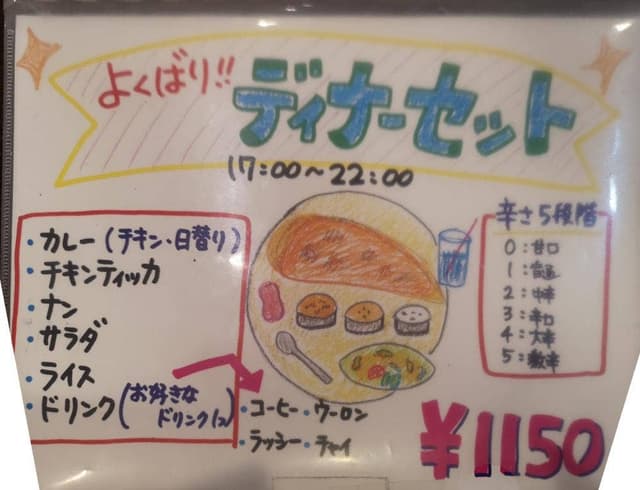 よくばり!!
ディナーセット
17:00~22:00
・カレー(チキン・日替り)
・チキンティッカ
・ナン
・サラダ
・ライス
・ドリンク(お好きなドリンク1つ)
・コーヒー・ウーロン
・ラッシー・チャイ
辛さ5段階
0:甘口
1:普通
2:中辛
3:辛口
4:大辛
5:激辛
¥1150